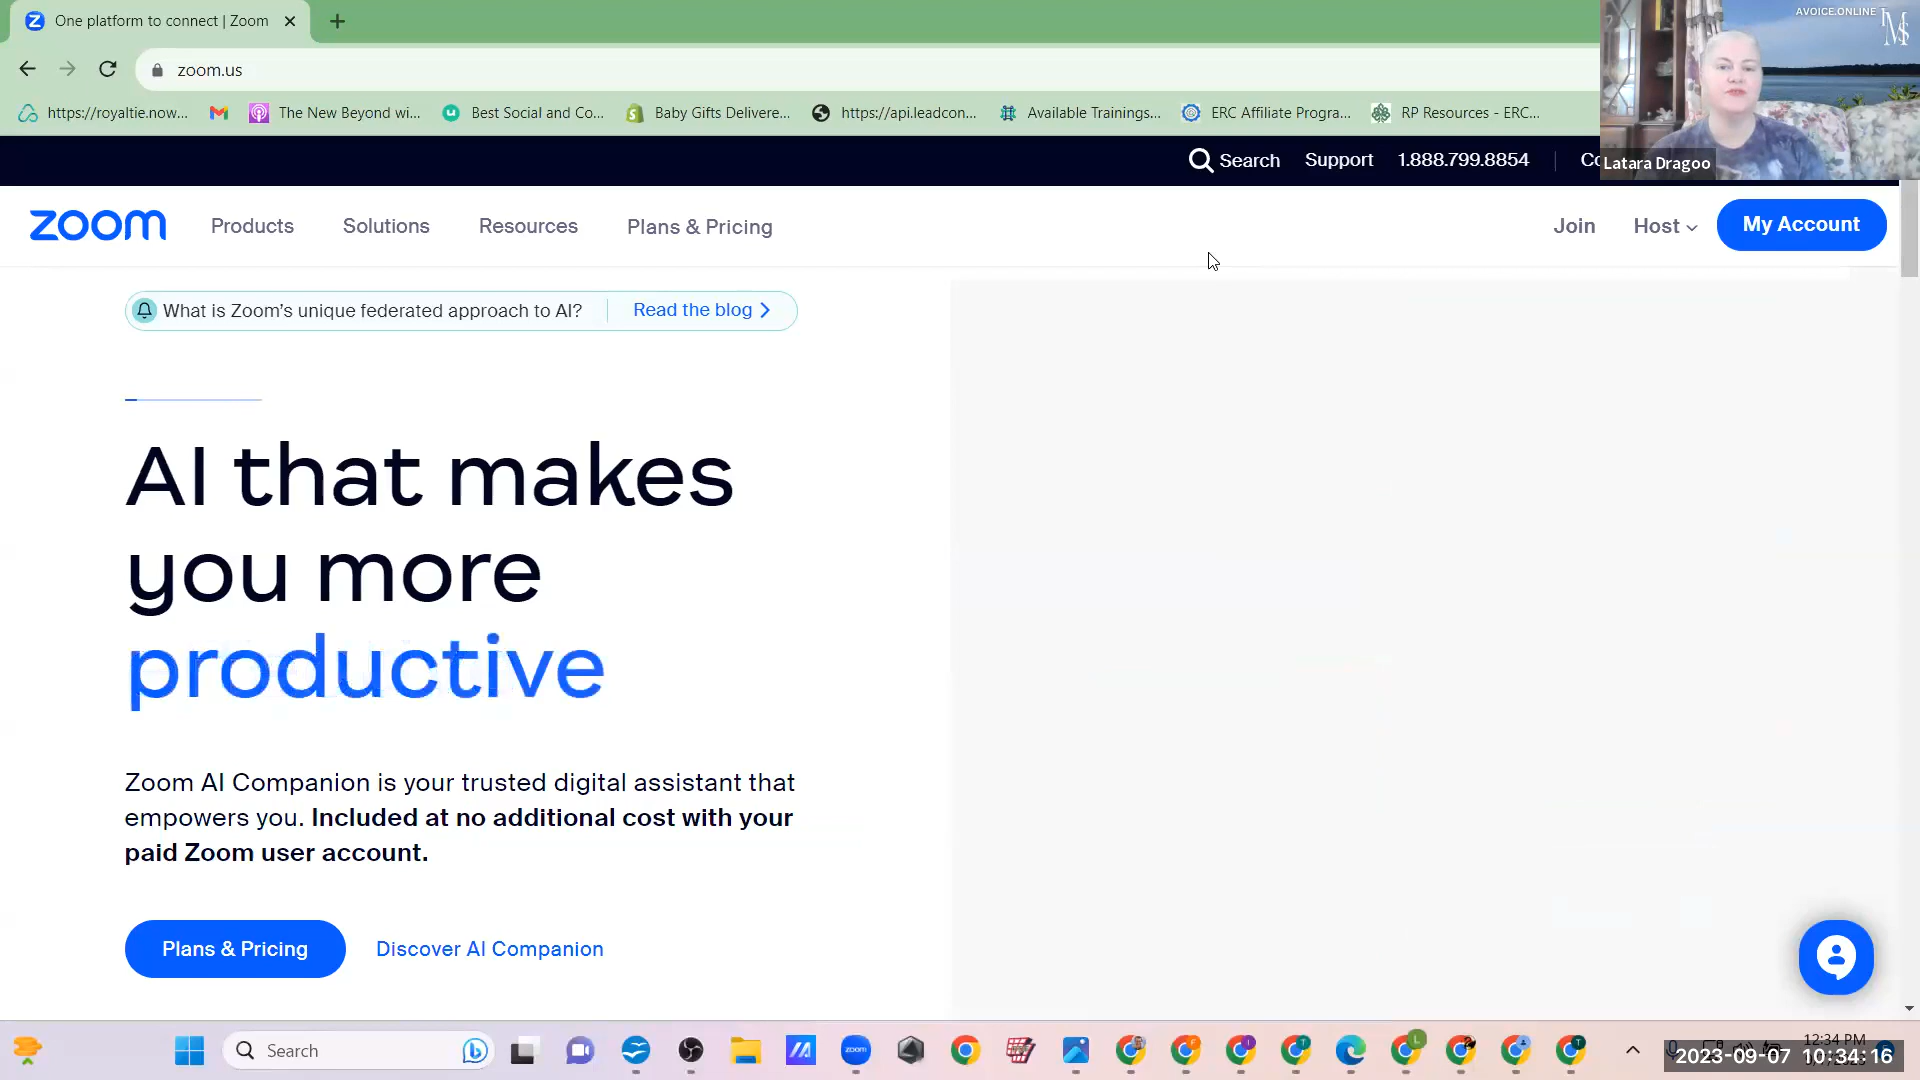 One platform to connect | Zoom
zoom.us
https://royaltie.now...
The New Beyond wi...
Best Social and Co...
Baby Gifts Delivere...
https://api.leadcon...
Available Trainings...
ERC Affiliate Progra...
RP Resources - ERC...
AVOICE.ONLINE
Latara Dragoo
Search
Support
1.888.799.8854
Co
zoom
Products
Solutions
Resources
Plans & Pricing
Join
Host
My Account
What is Zoom's unique federated approach to AI?
Read the blog
AI that makes
you more
productive
Zoom AI Companion is your trusted digital assistant that
empowers you. Included at no additional cost with your
paid Zoom user account.
Plans & Pricing
Discover AI Companion
Search
zoom
12:34 PM
2023-09-07 10:34:16